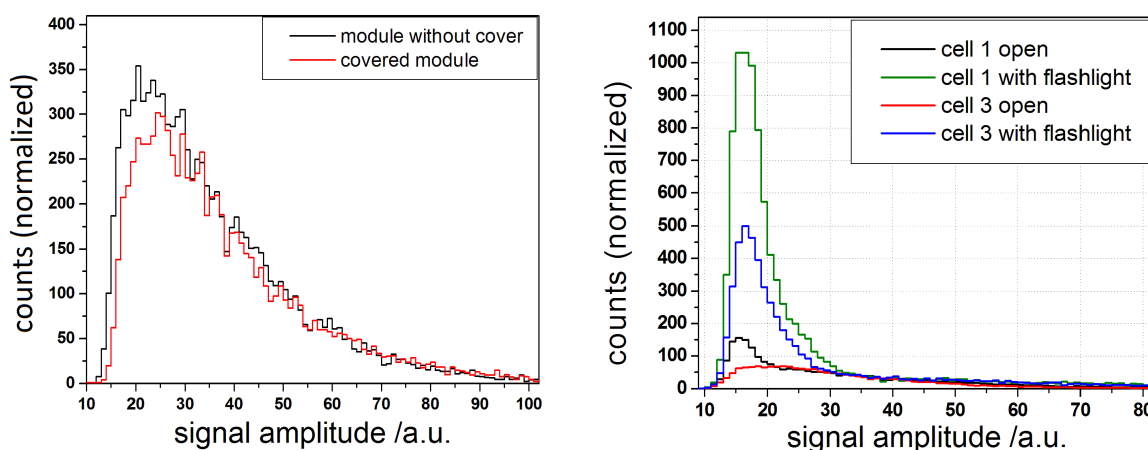 400
350
300
250
200
150
100
50
0
counts (normalized)
module without cover
covered module
10 20 30 40 50 60 70 80 90 100
signal amplitude /a.u.
1100
1000
900
800
700
600
500
400
300
200
100
0
counts (normalized)
cell 1 open
cell 1 with flashlight
cell 3 open
cell 3 with flashlight
10 20 30 40 50 60 70 80
signal amplitude /a.u.